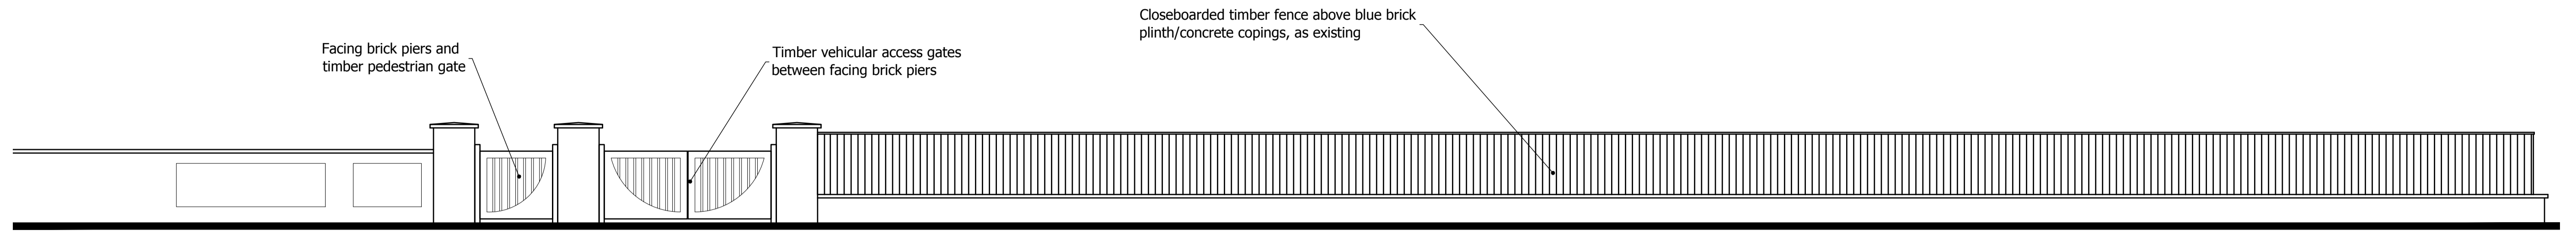 Facing brick piers and
timber pedestrian gate
Timber vehicular access gates
between facing brick piers
Closeboarded timber fence above blue brick
plinth/concrete copings, as existing